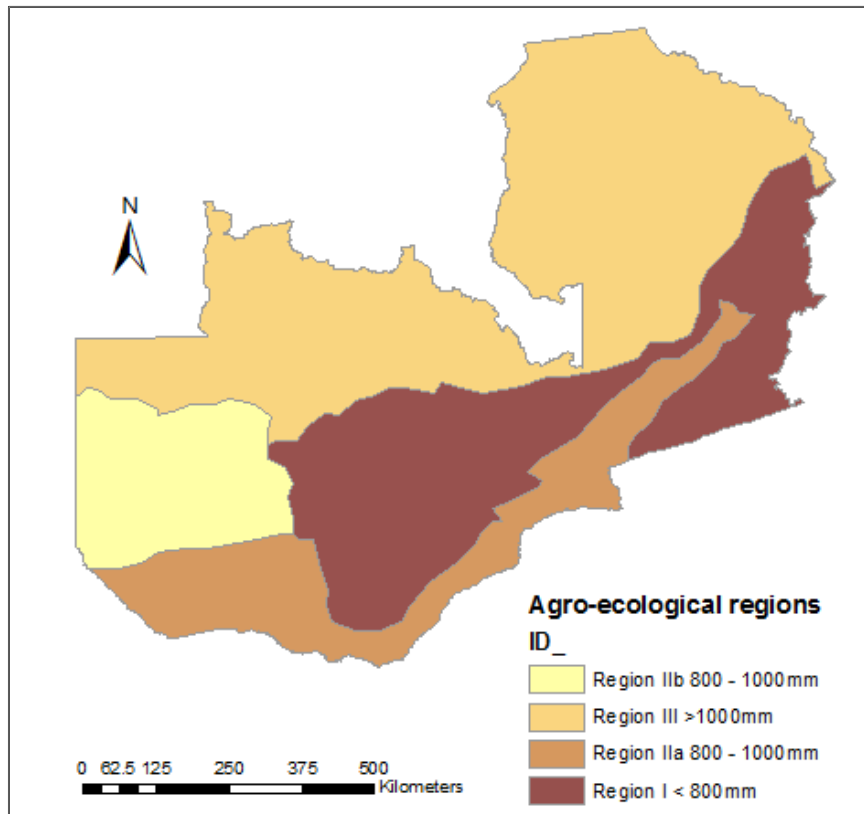 N
Agro-ecological regions
ID_
Region IIb 800 - 1000mm
Region III >1000mm
Region IIa 800 - 1000mm
Region I < 800mm
0 62.5 125 250 375 500
Kilometers